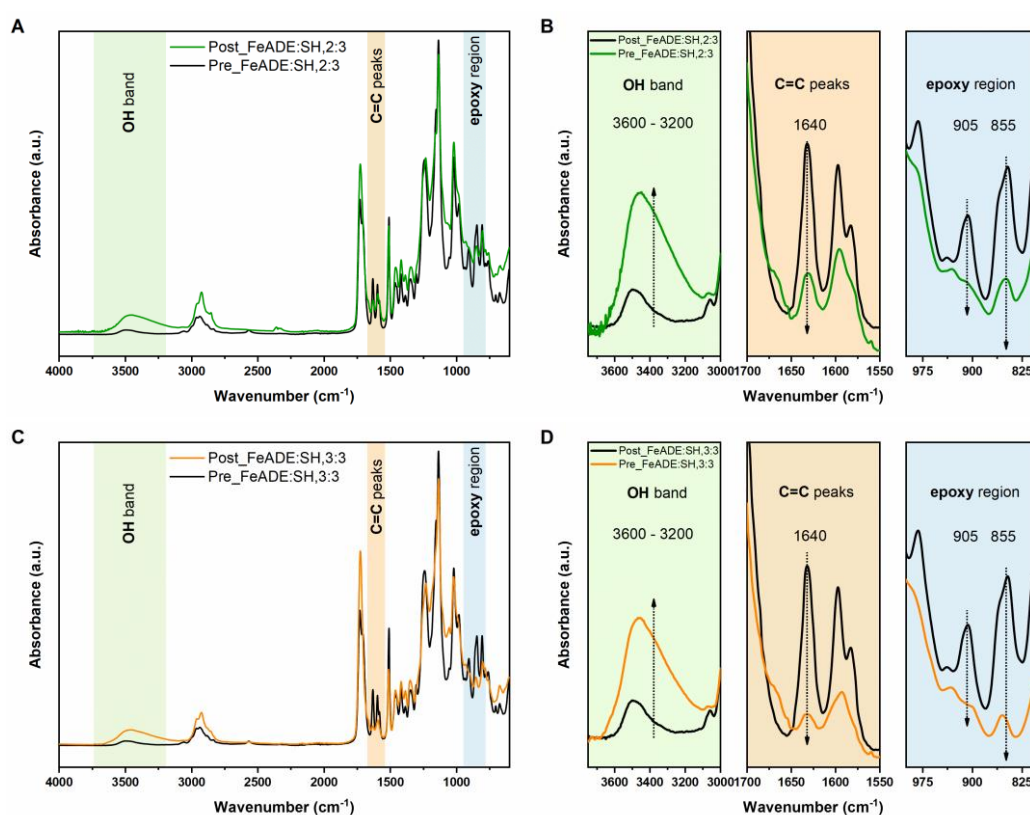 A
Post_FeADE:SH,2:3
Pre_FeADE:SH,2:3
OH band
C=C peaks
epoxy region
Absorbance (a.u.)
4000 3500 3000 2500 2000 1500 1000
Wavenumber (cm-1)
B
Post_FeADE:SH,2:3
Pre_FeADE:SH,2:3
OH band
3600 - 3200
C=C peaks
1640
epoxy region
905 855
Absorbance (a.u.)
3600 3400 3200 3000
1700 1650 1600 1550
975 900 825
Wavenumber (cm-1)
C
Post_FeADE:SH,3:3
Pre_FeADE:SH,3:3
OH band
C=C peaks
epoxy region
Absorbance (a.u.)
4000 3500 3000 2500 2000 1500 1000
Wavenumber (cm-1)
D
Post_FeADE:SH,3:3
Pre_FeADE:SH,3:3
OH band
3600 - 3200
C=C peaks
1640
epoxy region
905 855
Absorbance (a.u.)
3600 3400 3200 3000
1700 1650 1600 1550
975 900 825
Wavenumber (cm-1)